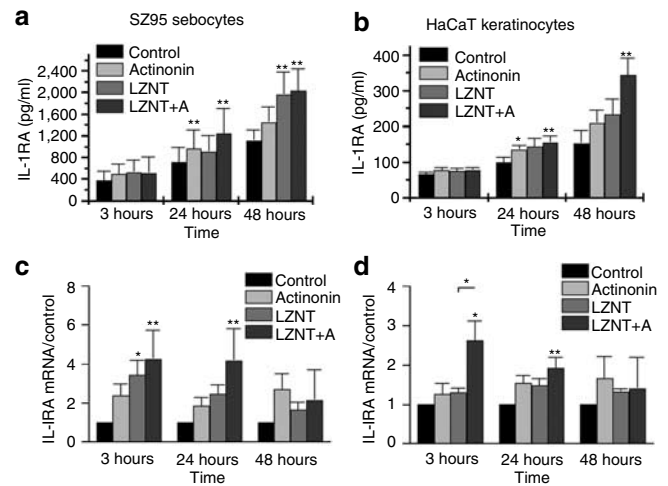 a
SZ95 sebocytes
IL-1RA (pg/ml)
2,400
2,000
1,600
1,200
800
400
0
Control
Actinonin
LZNT
LZNT+A
**
**
** **
3 hours 24 hours 48 hours
Time
b
HaCaT keratinocytes
IL-1RA (pg/ml)
400
300
200
100
0
Control
Actinonin
LZNT
LZNT+A
*
**
**
3 hours 24 hours 48 hours
Time
c
IL-IRA mRNA/control
8
6
4
2
0
Control
Actinonin
LZNT
LZNT+A
*
**
**
3 hours 24 hours 48 hours
Time
d
IL-IRA mRNA/control
4
3
2
1
0
Control
Actinonin
LZNT
LZNT+A
*
*
**
3 hours 24 hours 48 hours
Time